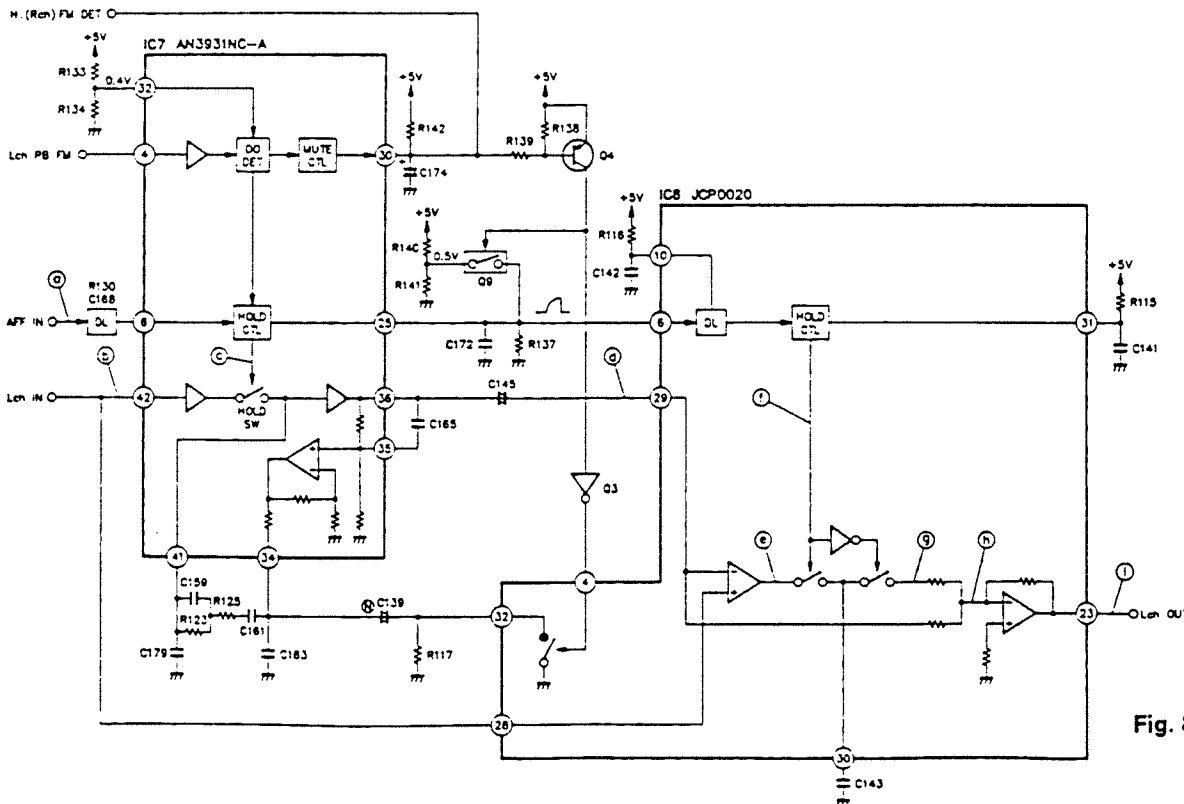 H.(Rch) FM DET
IC7 AN3931NC-A
+5V
R133
0.4V
32
R134
Lch PB FM
4
DO DET
MUTE CTL
30
+5V
R142
C174
+5V
R139
R138
Q4
IC8 JCP0020
+5V
R140
0.5V
R141
Q9
+5V
R116
10
C142
+5V
R115
31
C141
a
R130
C168
AFF IN
DL
6
HOLD CTL
25
C172
R137
6
DL
HOLD CTL
c
b
Lch IN
42
HOLD SW
36
C145
d
29
f
C165
35
Q3
41
34
4
e
g
h
i
23
Lch OUT
C159
R125
R123
C161
N
C139
32
C179
C163
R117
28
30
C143
Fig. 8